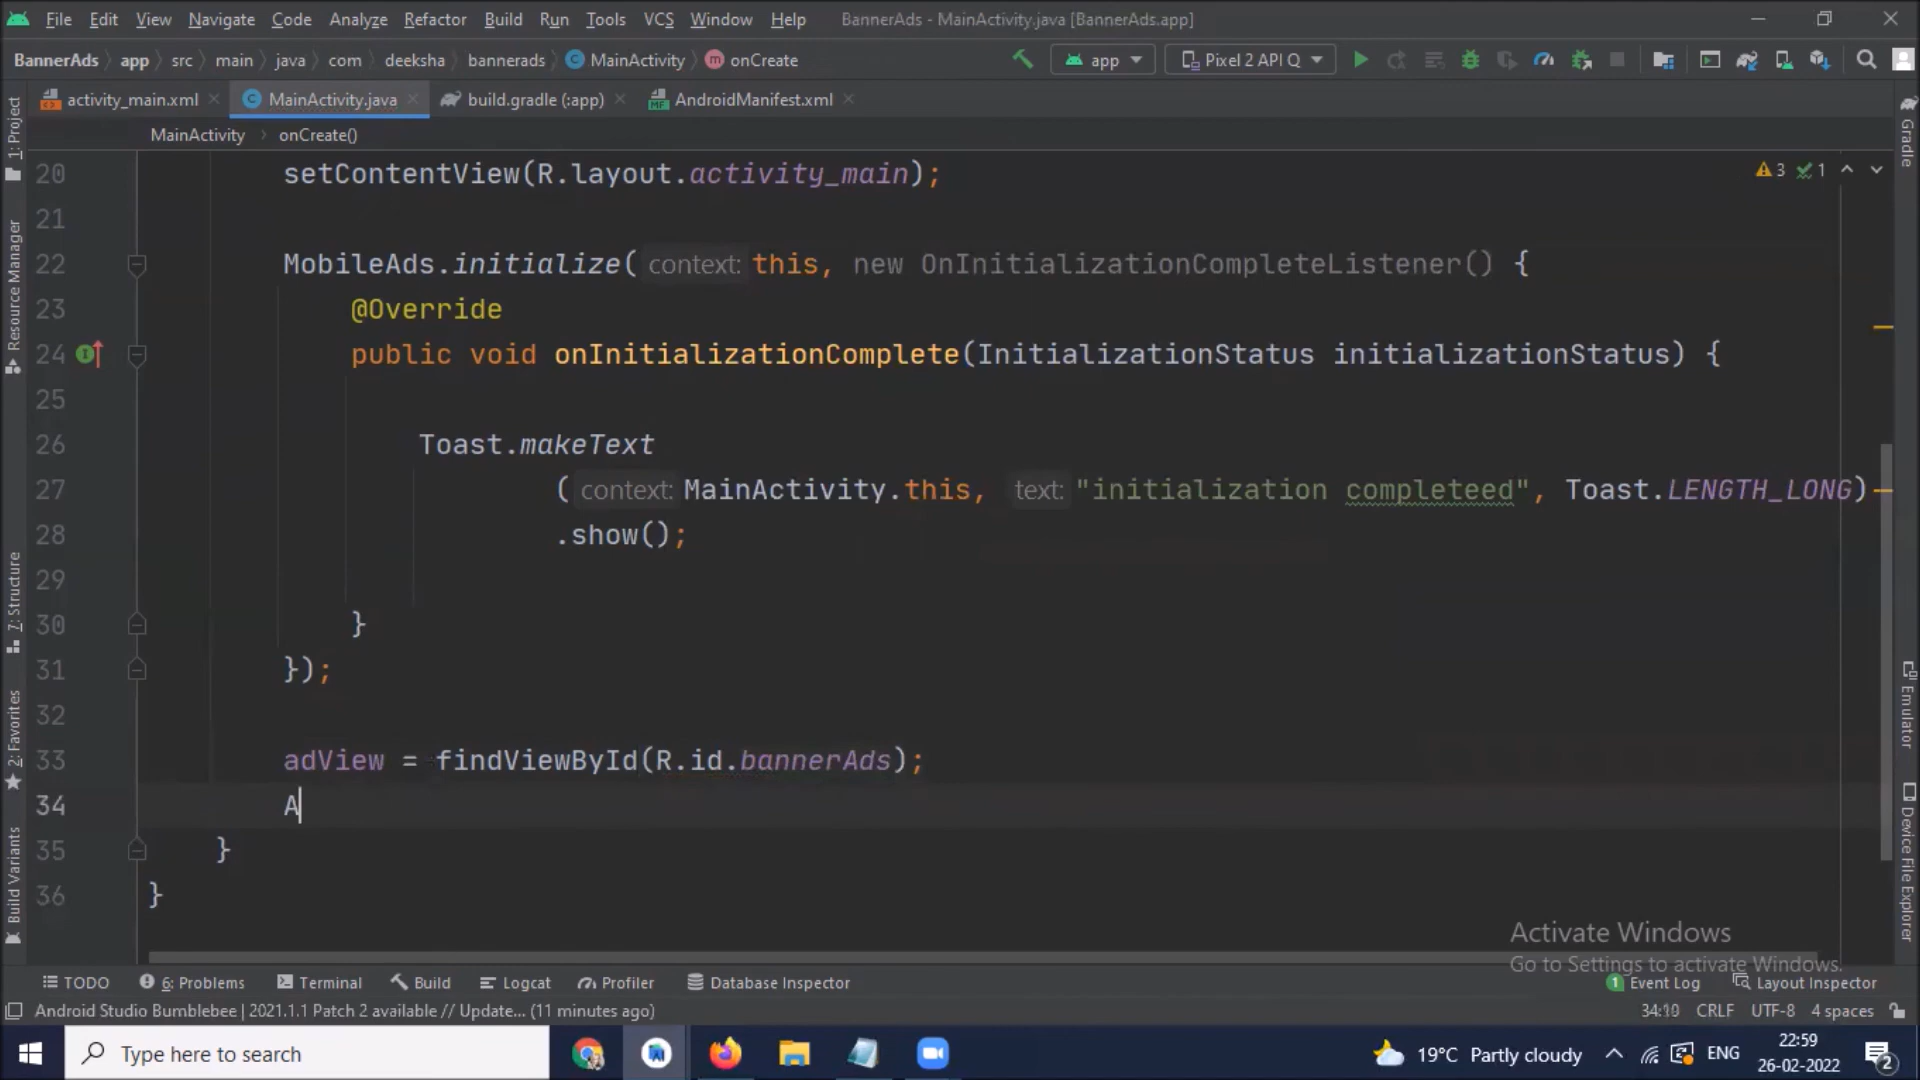 File Edit View Navigate Code Analyze Refactor Build Run Tools VCS Window Help BannerAds - MainActivity.java [BannerAds.app]
BannerAds app src main java com deeksha bannerads MainActivity onCreate app Pixel 2 API Q
activity_main.xml MainActivity.java build.gradle (:app) AndroidManifest.xml
MainActivity onCreate()
1: Project
Resource Manager
7: Structure
2: Favorites
Build Variants
20 setContentView(R.layout.activity_main); 3 1
21
22 MobileAds.initialize( context: this, new OnInitializationCompleteListener() {
23 @Override
24 public void onInitializationComplete(InitializationStatus initializationStatus) {
25
26 Toast.makeText
27 ( context: MainActivity.this, text: "initialization completeed", Toast.LENGTH_LONG)
28 .show();
29
30 }
31 });
32
33 adView = findViewById(R.id.bannerAds);
34 A
35 }
36 }
Gradle
Emulator
Device File Explorer
Activate Windows
Go to Settings to activate Windows.
TODO 6: Problems Terminal Build Logcat Profiler Database Inspector 1 Event Log Layout Inspector
Android Studio Bumblebee | 2021.1.1 Patch 2 available // Update... (11 minutes ago) 34:10 CRLF UTF-8 4 spaces
Type here to search 19°C Partly cloudy ENG 22:59
26-02-2022 2